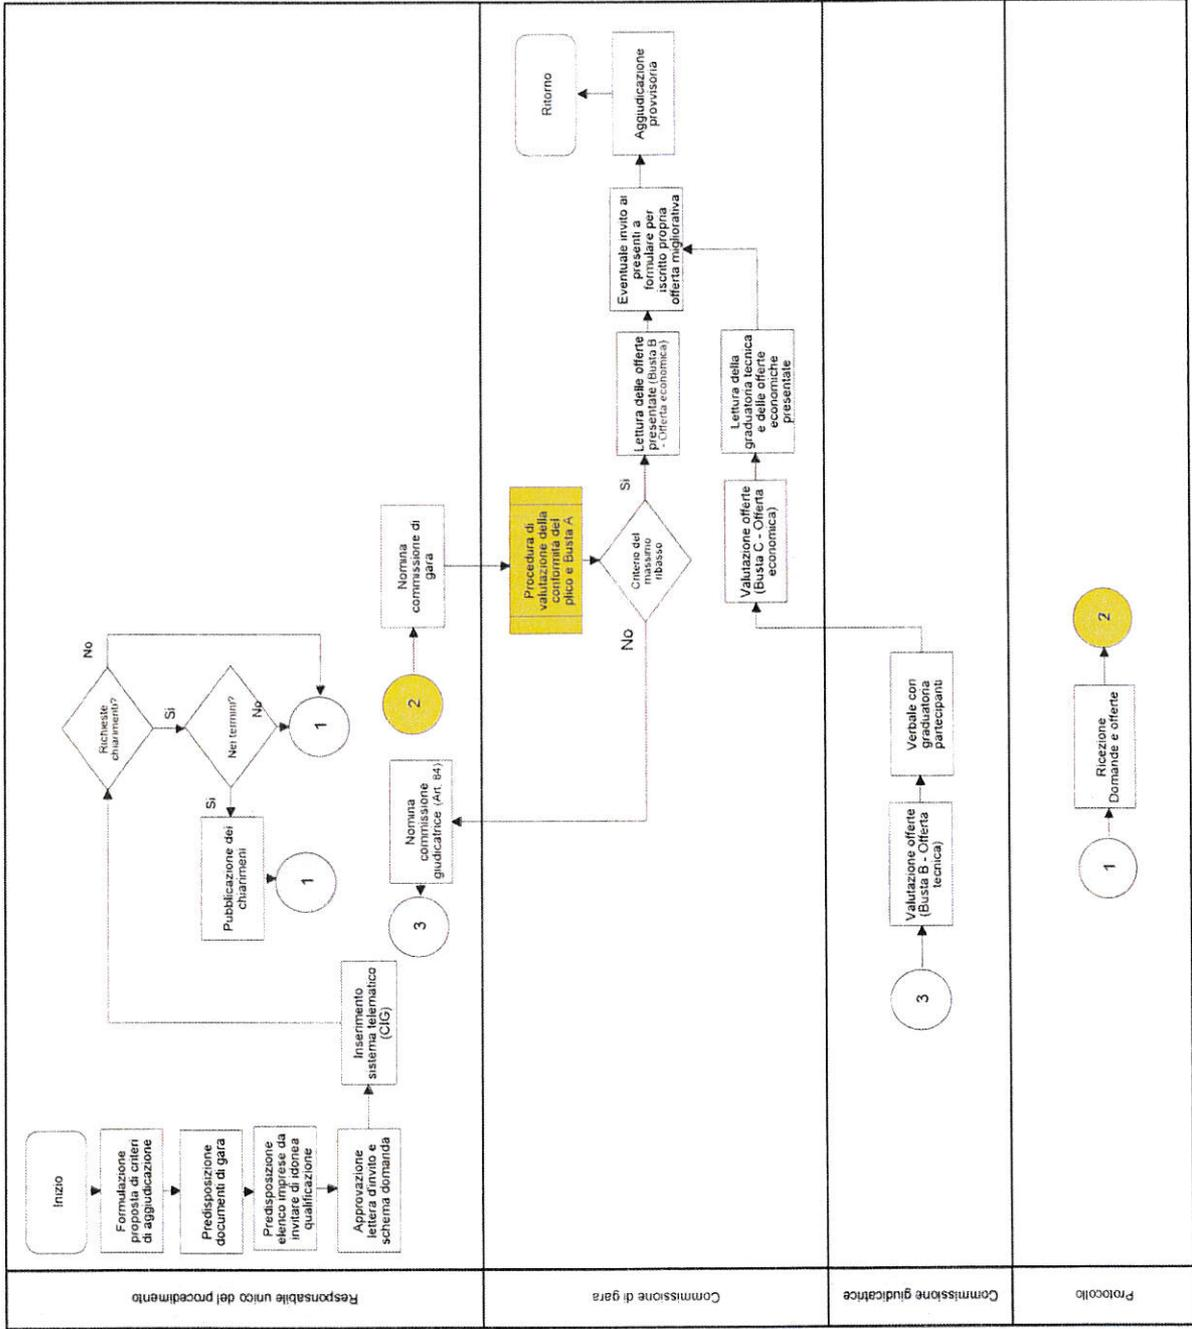 Responsabile unico del procedimento
Inizio
Formulazione
proposta di criteri
di aggiudicazione
Predisposizione
documenti di gara
Predisposizione
elenco imprese da
invitare di idonea
qualificazione
Approvazione
lettera d'invito e
schema domanda
Inserimento
sistema telematico
(CIG)
Richieste
chiarimenti?
No
Si
Nei termini?
No
Si
1
Pubblicazione dei
chiarimeni
1
2
Nomina
commissione di
gara
Nomina
commissione
giudicatrice (Art. 84)
3
Commissione di gara
Procedura di
valutazione della
conformità del
plico e Busta A
Criterio del
massimo
ribasso
Si
No
Lettura delle offerte
presentate (Busta B
- Offerta economica)
Eventuale invito ai
presenti a
formulare per
iscritto propria
offerta migliorativa
Aggiudicazione
provvisoria
Ritorno
Valutazione offerte
(Busta C - Offerta
economica)
Lettura della
graduatoria tecnica
e delle offerte
economiche
presentate
Commissione giudicatrice
3
Valutazione offerte
(Busta B - Offerta
tecnica)
Verbale con
graduatoria
partecipanti
Protocollo
1
Ricezione
Domande e offerte
2